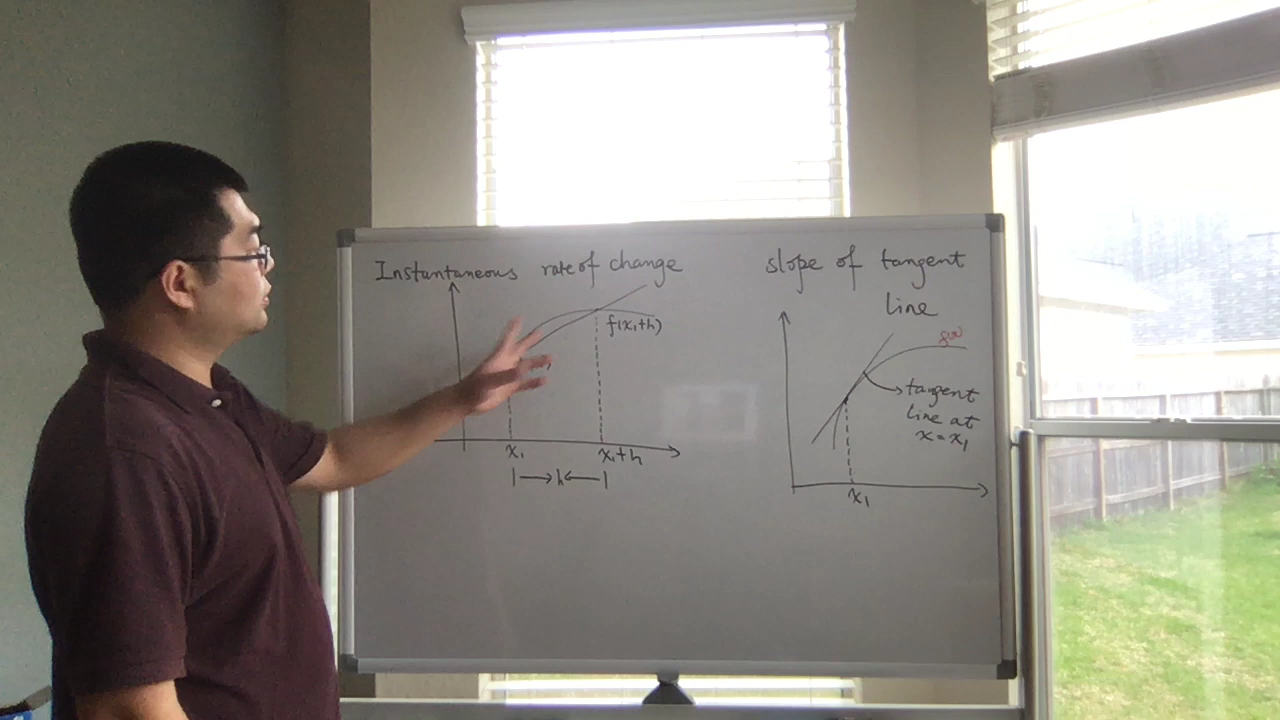 Instantaneous rate of change
f(x₁+h)
x₁
x₁+h
h
slope of tangent
line
f(x)
tangent
line at
x = x₁
x₁